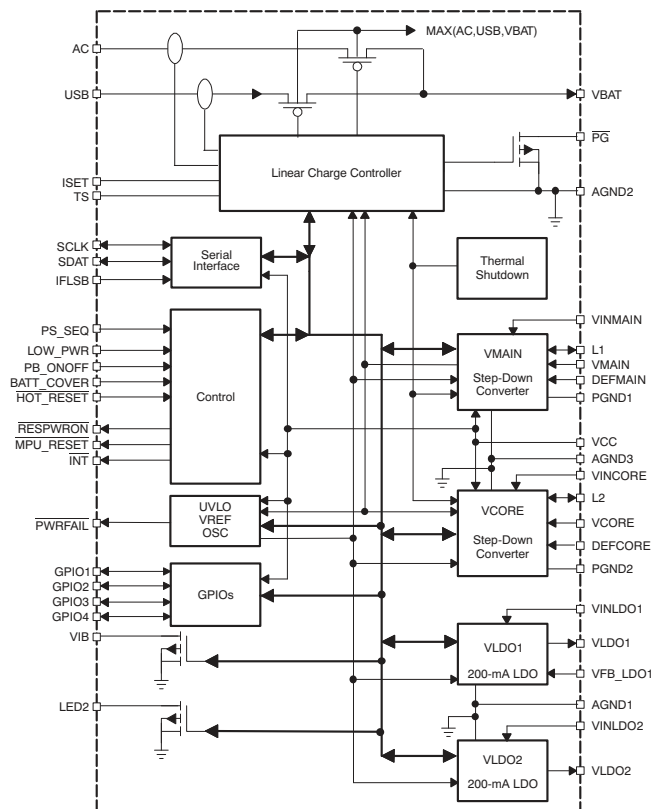 MAX(AC,USB,VBAT)
AC
USB
VBAT
PG
Linear Charge Controller
ISET
TS
AGND2
SCLK
SDAT
IFLSB
Serial
Interface
Thermal
Shutdown
VINMAIN
PS_SEQ
LOW_PWR
PB_ONOFF
BATT_COVER
HOT_RESET
RESPWRON
MPU_RESET
INT
Control
VMAIN
Step-Down
Converter
L1
VMAIN
DEFMAIN
PGND1
VCC
AGND3
VINCORE
PWRFAIL
UVLO
VREF
OSC
VCORE
Step-Down
Converter
L2
VCORE
DEFCORE
PGND2
GPIO1
GPIO2
GPIO3
GPIO4
GPIOs
VIB
VINLDO1
VLDO1
200-mA LDO
VLDO1
VFB_LDO1
LED2
AGND1
VINLDO2
VLDO2
200-mA LDO
VLDO2